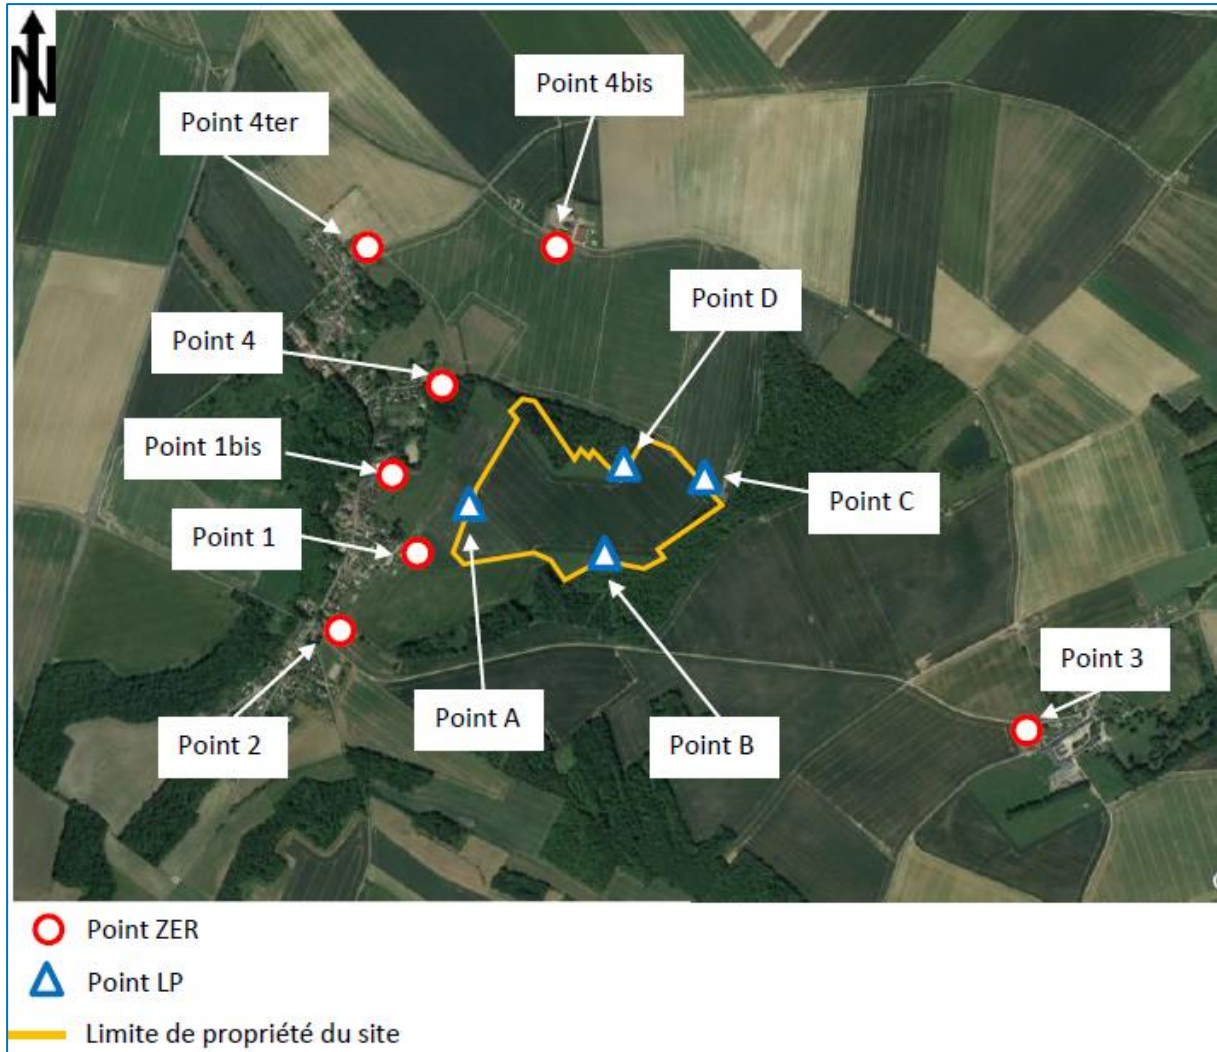 N
Point 4bis
Point 4ter
Point D
Point 4
Point 1bis
Point C
Point 1
Point 3
Point A
Point 2
Point B
Point ZER
Point LP
Limite de propriété du site